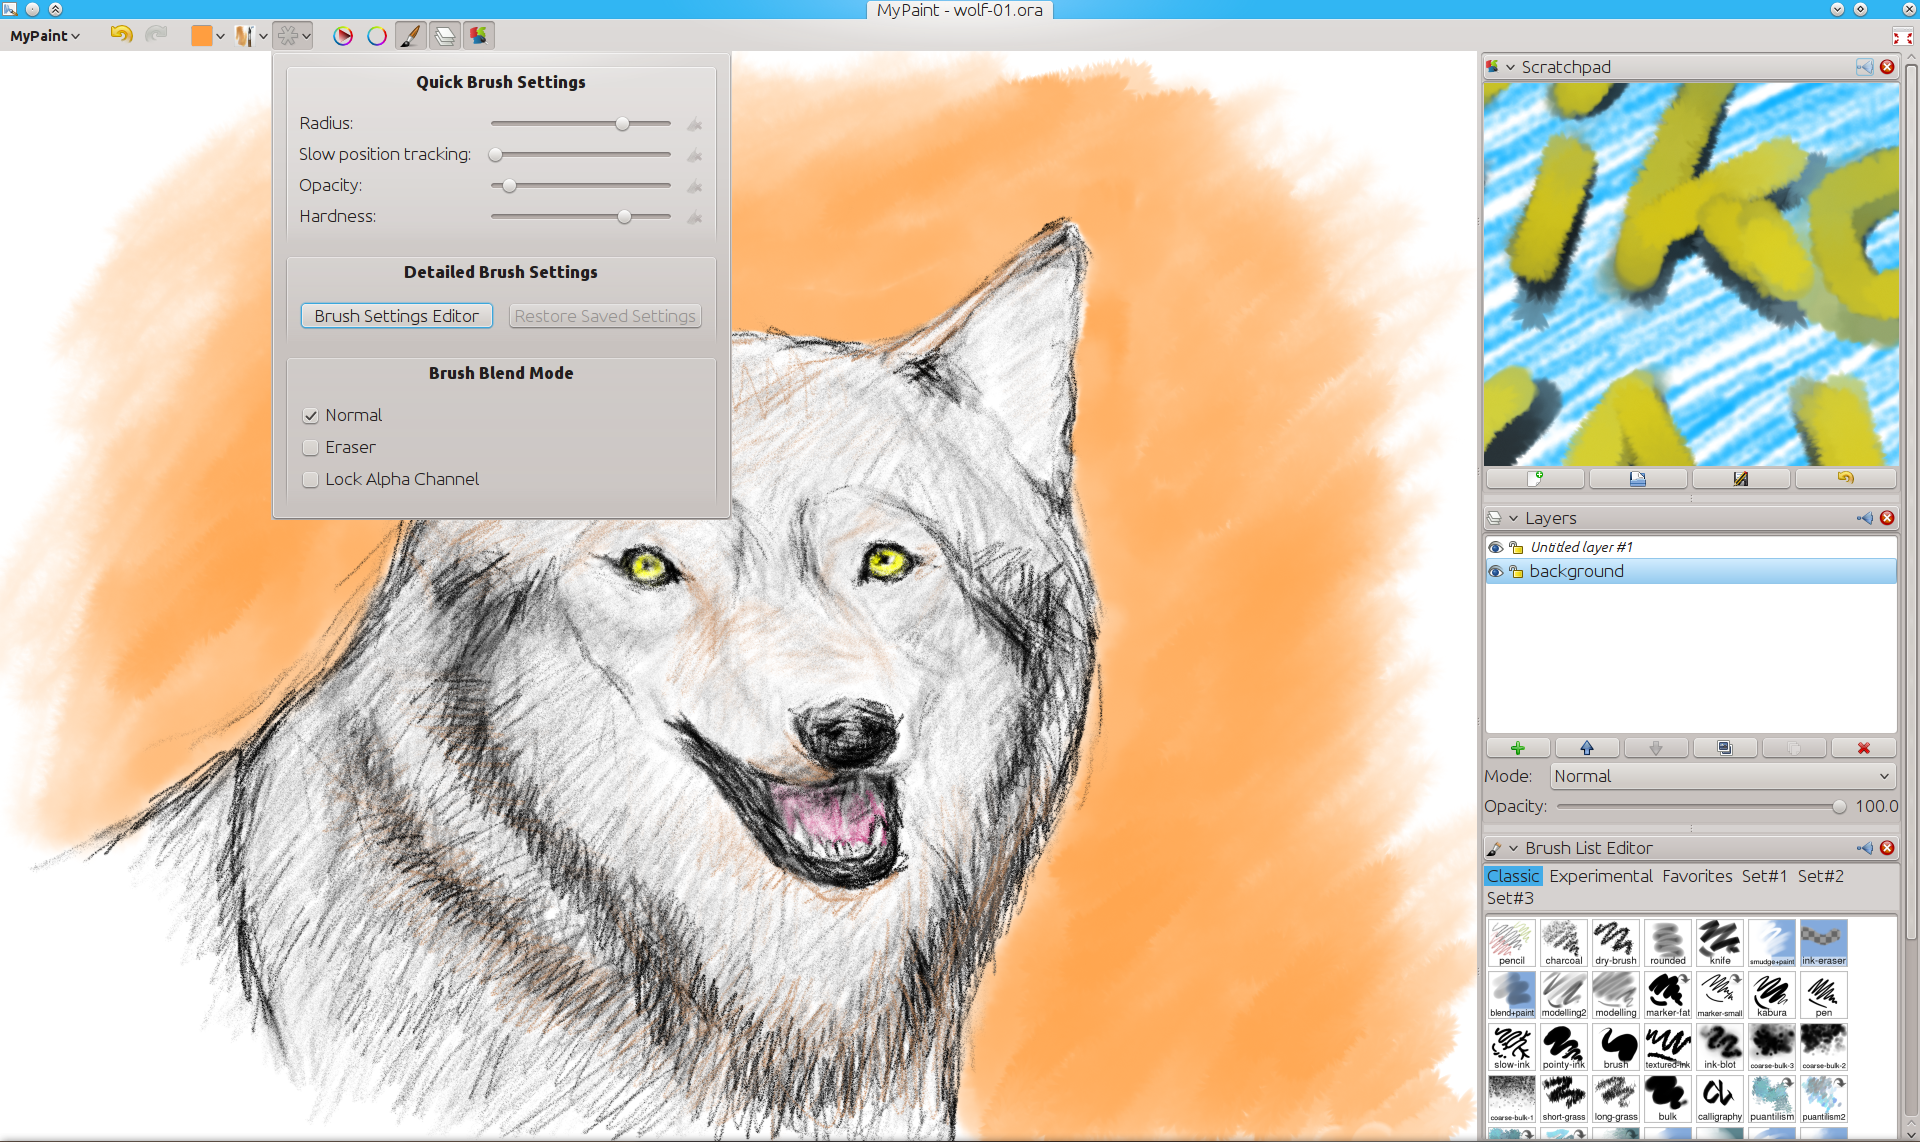 MyPaint - wolf-01.ora
MyPaint
Quick Brush Settings
Radius:
Slow position tracking:
Opacity:
Hardness:
Detailed Brush Settings
Brush Settings Editor Restore Saved Settings
Brush Blend Mode
Normal
Eraser
Lock Alpha Channel
Scratchpad
Layers
Untitled layer #1
background
Mode: Normal
Opacity: 100.0
Brush List Editor
Classic Experimental Favorites Set#1 Set#2
Set#3
pencil charcoal dry-brush rounded knife smudge+paint ink-eraser
blend+paint modelling2 modelling marker-fat marker-small kabura pen
slow-ink pointy-ink brush textured-ink ink-blot coarse-bulk-3 coarse-bulk-2
coarse-bulk-1 short-grass long-grass bulk calligraphy puantilism puantilism2